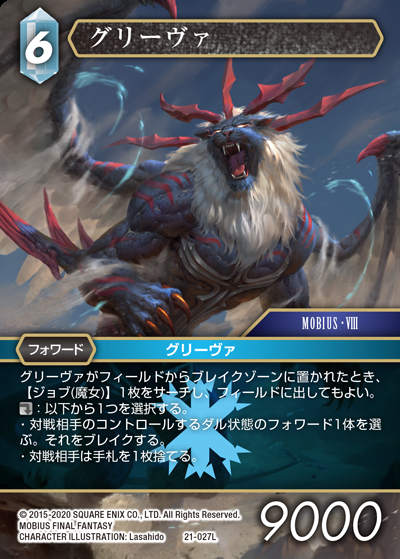 6
グリーヴァ
MOBIUS・VIII
フォワード
グリーヴァ
グリーヴァがフィールドからブレイクゾーンに置かれたとき、
【ジョブ(魔女)】1枚をサーチし、フィールドに出してもよい。
：以下から1つを選択する。
・対戦相手のコントロールするダル状態のフォワード1体を選
ぶ。それをブレイクする。
・対戦相手は手札を1枚捨てる。
© 2015-2020 SQUARE ENIX CO., LTD. All Rights Reserved.
MOBIUS FINAL FANTASY
CHARACTER ILLUSTRATION: Lasahido
21-027L
9000